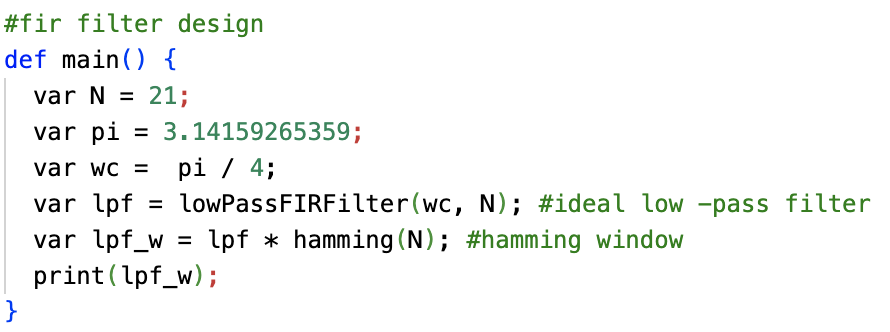 #fir filter design
def main() {
  var N = 21;
  var pi = 3.14159265359;
  var wc =  pi / 4;
  var lpf = lowPassFIRFilter(wc, N); #ideal low -pass filter
  var lpf_w = lpf * hamming(N); #hamming window
  print(lpf_w);
}